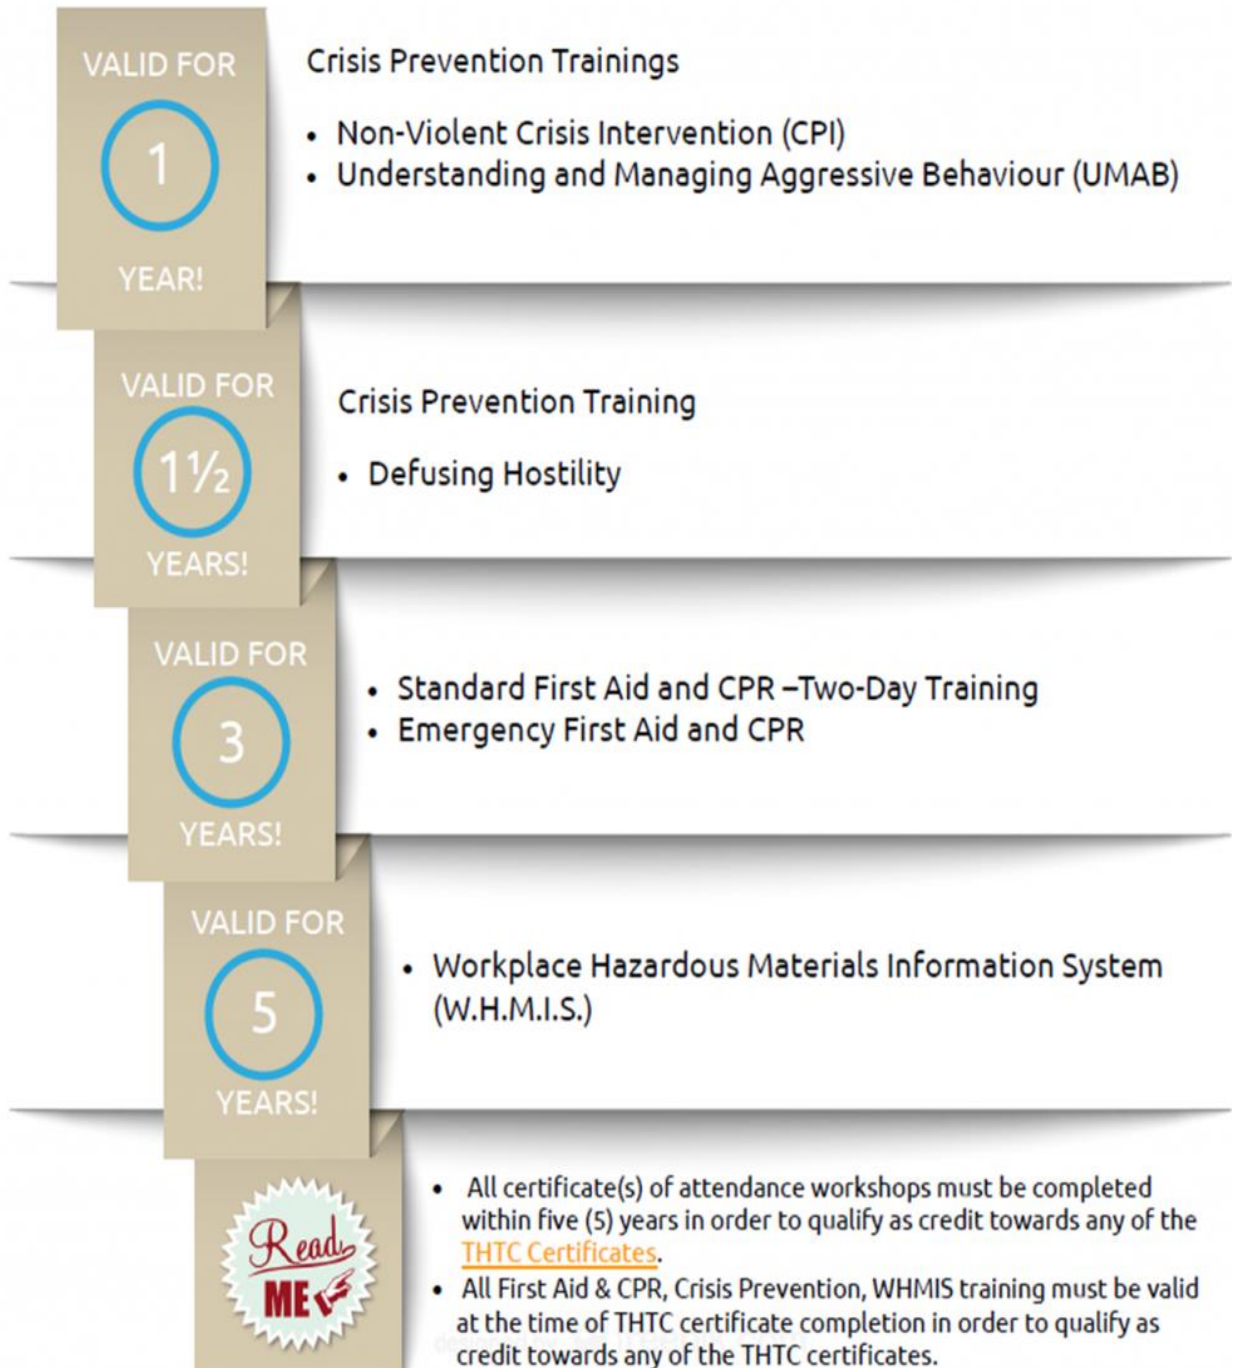 VALID FOR
1
YEAR!
Crisis Prevention Trainings
• Non-Violent Crisis Intervention (CPI)
• Understanding and Managing Aggressive Behaviour (UMAB)
VALID FOR
1½
YEARS!
Crisis Prevention Training
• Defusing Hostility
VALID FOR
3
YEARS!
• Standard First Aid and CPR –Two-Day Training
• Emergency First Aid and CPR
VALID FOR
5
YEARS!
• Workplace Hazardous Materials Information System
(W.H.M.I.S.)
Read
ME
• All certificate(s) of attendance workshops must be completed
within five (5) years in order to qualify as credit towards any of the
THTC Certificates.
• All First Aid & CPR, Crisis Prevention, WHMIS training must be valid
at the time of THTC certificate completion in order to qualify as
credit towards any of the THTC certificates.